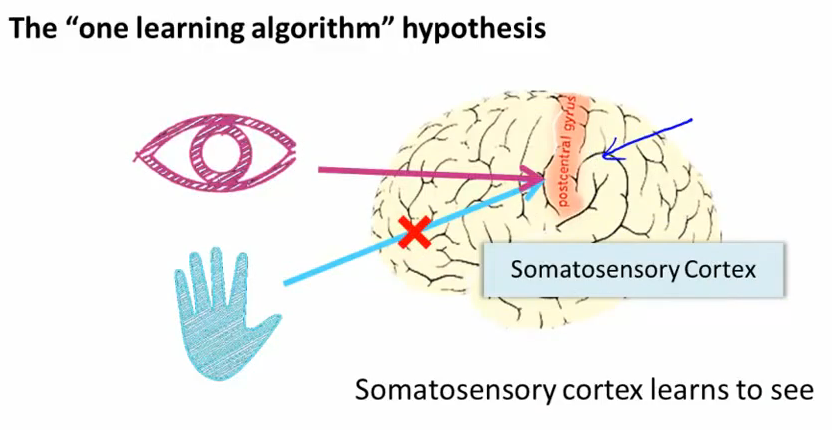 The “one learning algorithm” hypothesis
postcentral gyrus
Somatosensory Cortex
Somatosensory cortex learns to see